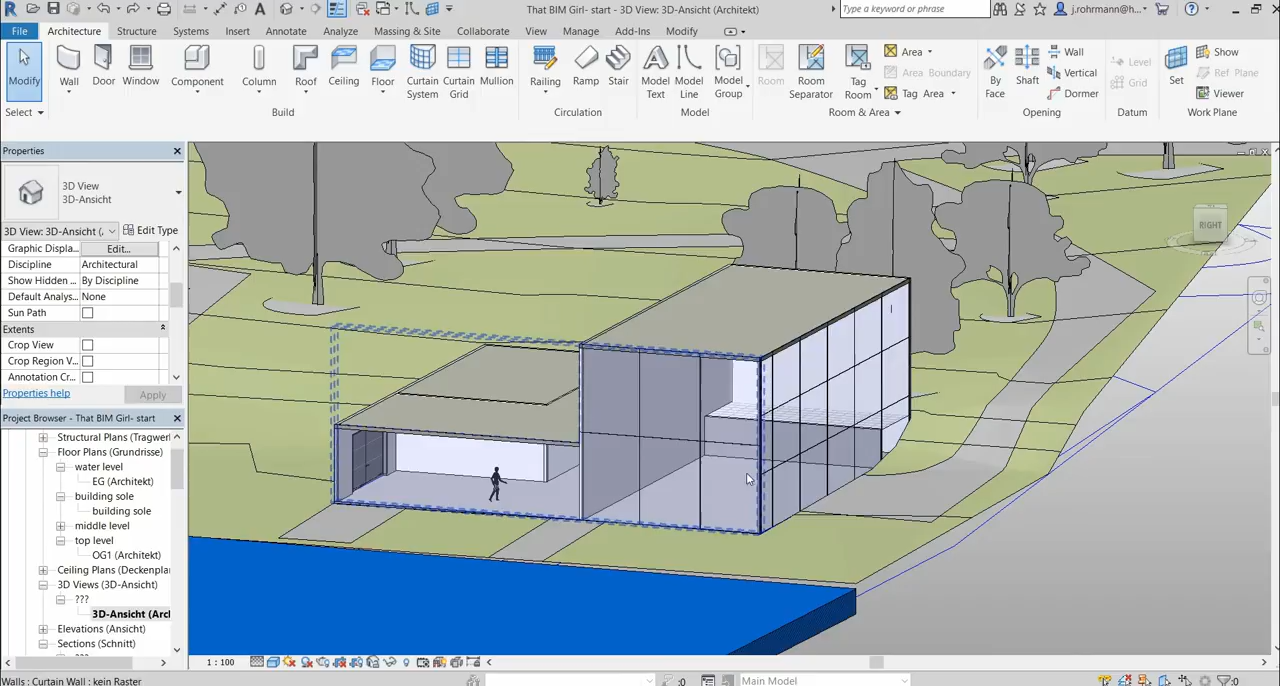 That BIM Girl- start - 3D View: 3D-Ansicht (Architekt)
Type a keyword or phrase
j.rohrmann@h...
File
Architecture
Structure
Systems
Insert
Annotate
Analyze
Massing & Site
Collaborate
View
Manage
Add-Ins
Modify
Modify
Wall
Door
Window
Component
Column
Roof
Ceiling
Floor
Curtain System
Curtain Grid
Mullion
Railing
Ramp
Stair
Model Text
Model Line
Model Group
Room
Room Separator
Tag Room
Area
Area Boundary
Tag Area
By Face
Shaft
Wall
Vertical
Dormer
Level
Grid
Set
Show
Ref Plane
Viewer
Select
Build
Circulation
Model
Room & Area
Opening
Datum
Work Plane
Properties
3D View
3D-Ansicht
3D View: 3D-Ansicht (,
Edit Type
Graphic Displa... Edit...
Discipline Architectural
Show Hidden ... By Discipline
Default Analys... None
Sun Path
Extents
Crop View
Crop Region V...
Annotation Cr...
Properties help
Apply
Project Browser - That BIM Girl- start
Structural Plans (Tragwer
Floor Plans (Grundrisse)
water level
EG (Architekt)
building sole
building sole
middle level
top level
OG1 (Architekt)
Ceiling Plans (Deckenplan
3D Views (3D-Ansicht)
???
3D-Ansicht (Arc
Elevations (Ansicht)
Sections (Schnitt)
RIGHT
1 : 100
Walls : Curtain Wall : kein Raster
:0
Main Model
:0